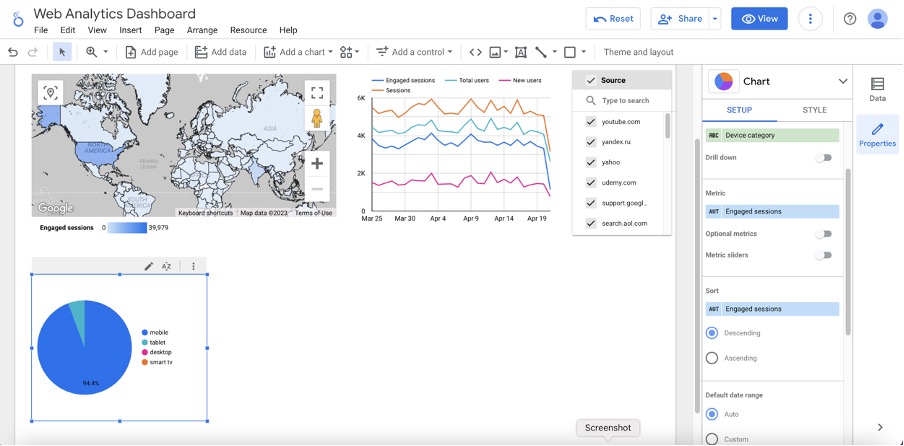 Web Analytics Dashboard
File Edit View Insert Page Arrange Resource Help
Reset
Share
View
Add page
Add data
Add a chart
Add a control
Theme and layout
NORTH
AMERICA
ASIA
Atlantic
Ocean
SOUTH
AMERICA
Google
Keyboard shortcuts
Map data ©2023
Terms of Use
Engaged sessions 0 39,979
Engaged sessions Total users New users
Sessions
6K
4K
2K
0
Mar 25 Mar 30 Apr 4 Apr 9 Apr 14 Apr 19
Source
Type to search
youtube.com
yandex.ru
yahoo
udemy.com
support.googl..
search.aol.com
AZ
mobile
tablet
desktop
smart tv
94.4%
Screenshot
Chart
SETUP STYLE
RBC Device category
Drill down
Metric
AUT Engaged sessions
Optional metrics
Metric sliders
Sort
AUT Engaged sessions
Descending
Ascending
Default date range
Auto
Custom
Data
Properties